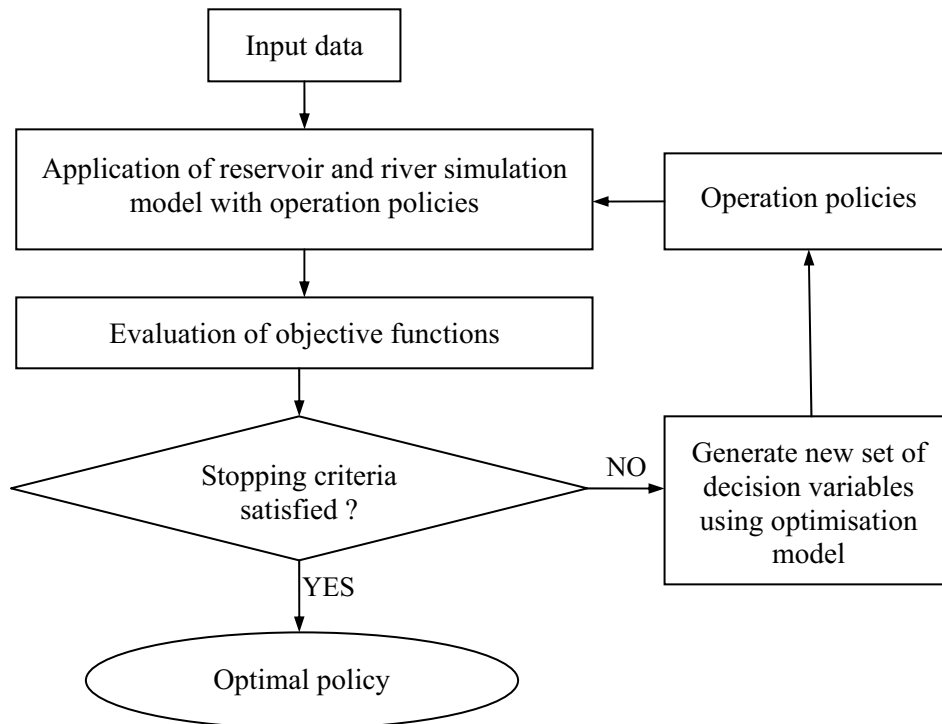 Input data
Application of reservoir and river simulation
model with operation policies
Operation policies
Evaluation of objective functions
Stopping criteria
satisfied ?
NO
Generate new set of
decision variables
using optimisation
model
YES
Optimal policy